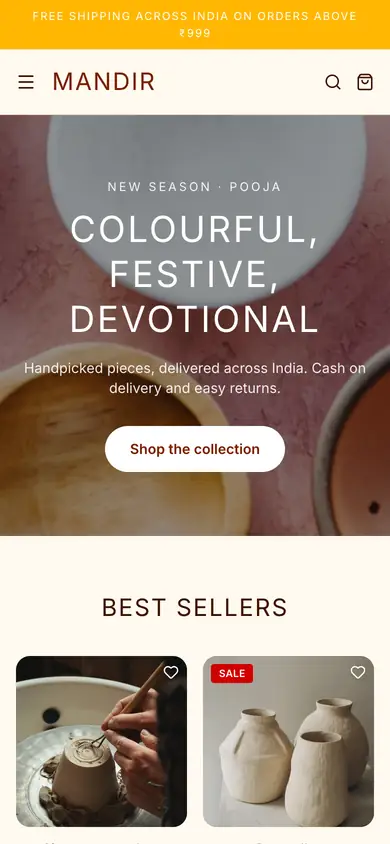 FREE SHIPPING ACROSS INDIA ON ORDERS ABOVE
₹999
MANDIR
NEW SEASON · POOJA
COLOURFUL,
FESTIVE,
DEVOTIONAL
Handpicked pieces, delivered across India. Cash on
delivery and easy returns.
Shop the collection
BEST SELLERS
SALE